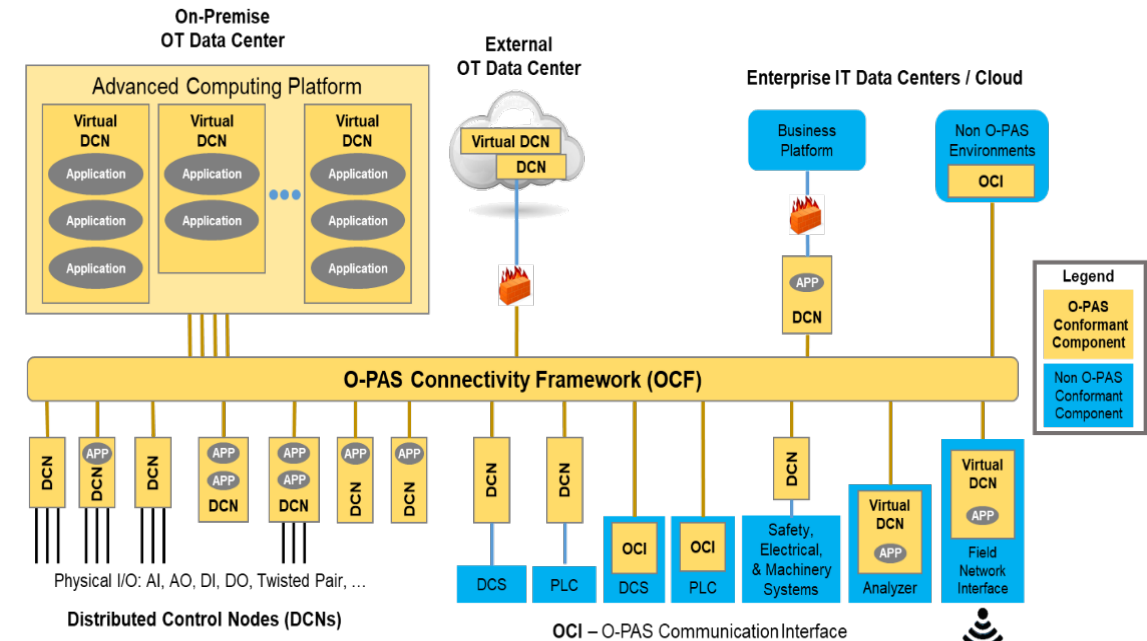 On-Premise
OT Data Center
External
OT Data Center
Enterprise IT Data Centers / Cloud
Advanced Computing Platform
Virtual
DCN
Application
Application
Application
Virtual
DCN
Application
Application
Virtual
DCN
Application
Application
Application
Virtual DCN
DCN
Business
Platform
APP
DCN
Non O-PAS
Environments
OCI
Legend
O-PAS
Conformant
Component
Non O-PAS
Conformant
Component
O-PAS Connectivity Framework (OCF)
DCN
APP
DCN
DCN
APP
APP
DCN
APP
APP
DCN
APP
DCN
APP
DCN
DCN
DCS
DCN
PLC
OCI
DCS
OCI
PLC
DCN
Safety,
Electrical,
& Machinery
Systems
Virtual
DCN
APP
Analyzer
Virtual
DCN
APP
Field
Network
Interface
Physical I/O: AI, AO, DI, DO, Twisted Pair, …
Distributed Control Nodes (DCNs)
OCI – O-PAS Communication Interface